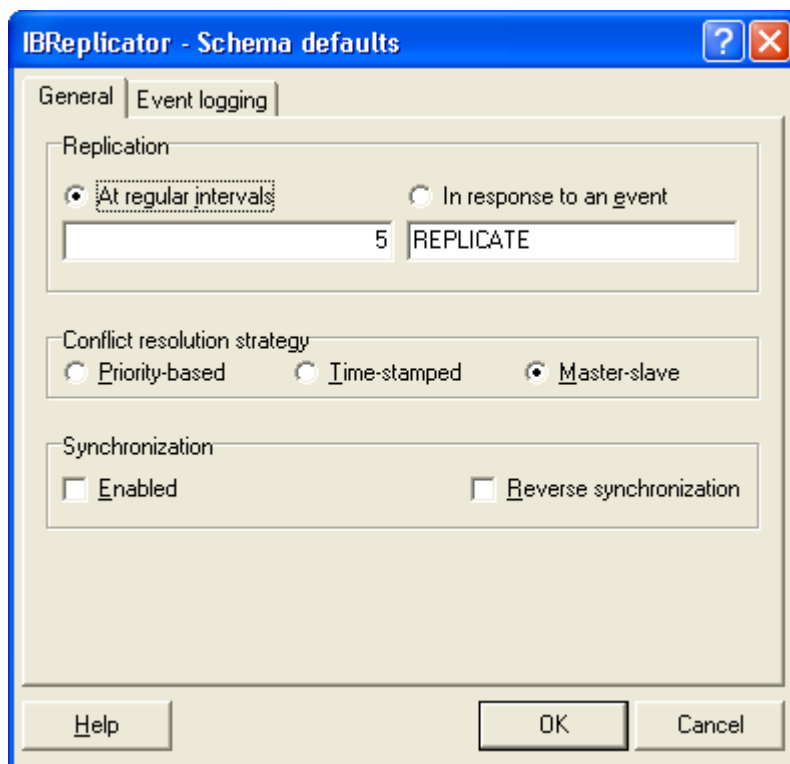 IBReplicator - Schema defaults
General Event logging
Replication
At regular intervals In response to an event
5 REPLICATE
Conflict resolution strategy
Priority-based Time-stamped Master-slave
Synchronization
Enabled Reverse synchronization
Help OK Cancel